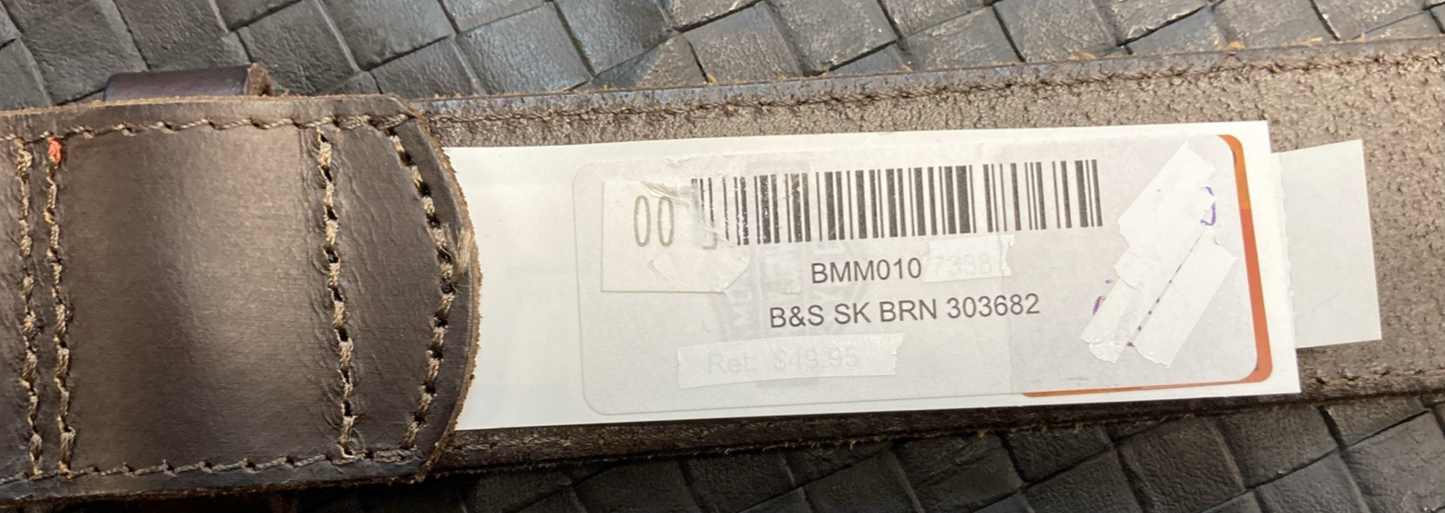 00
BMM010 7338
B&S SK BRN 303682
Ret: $49.95